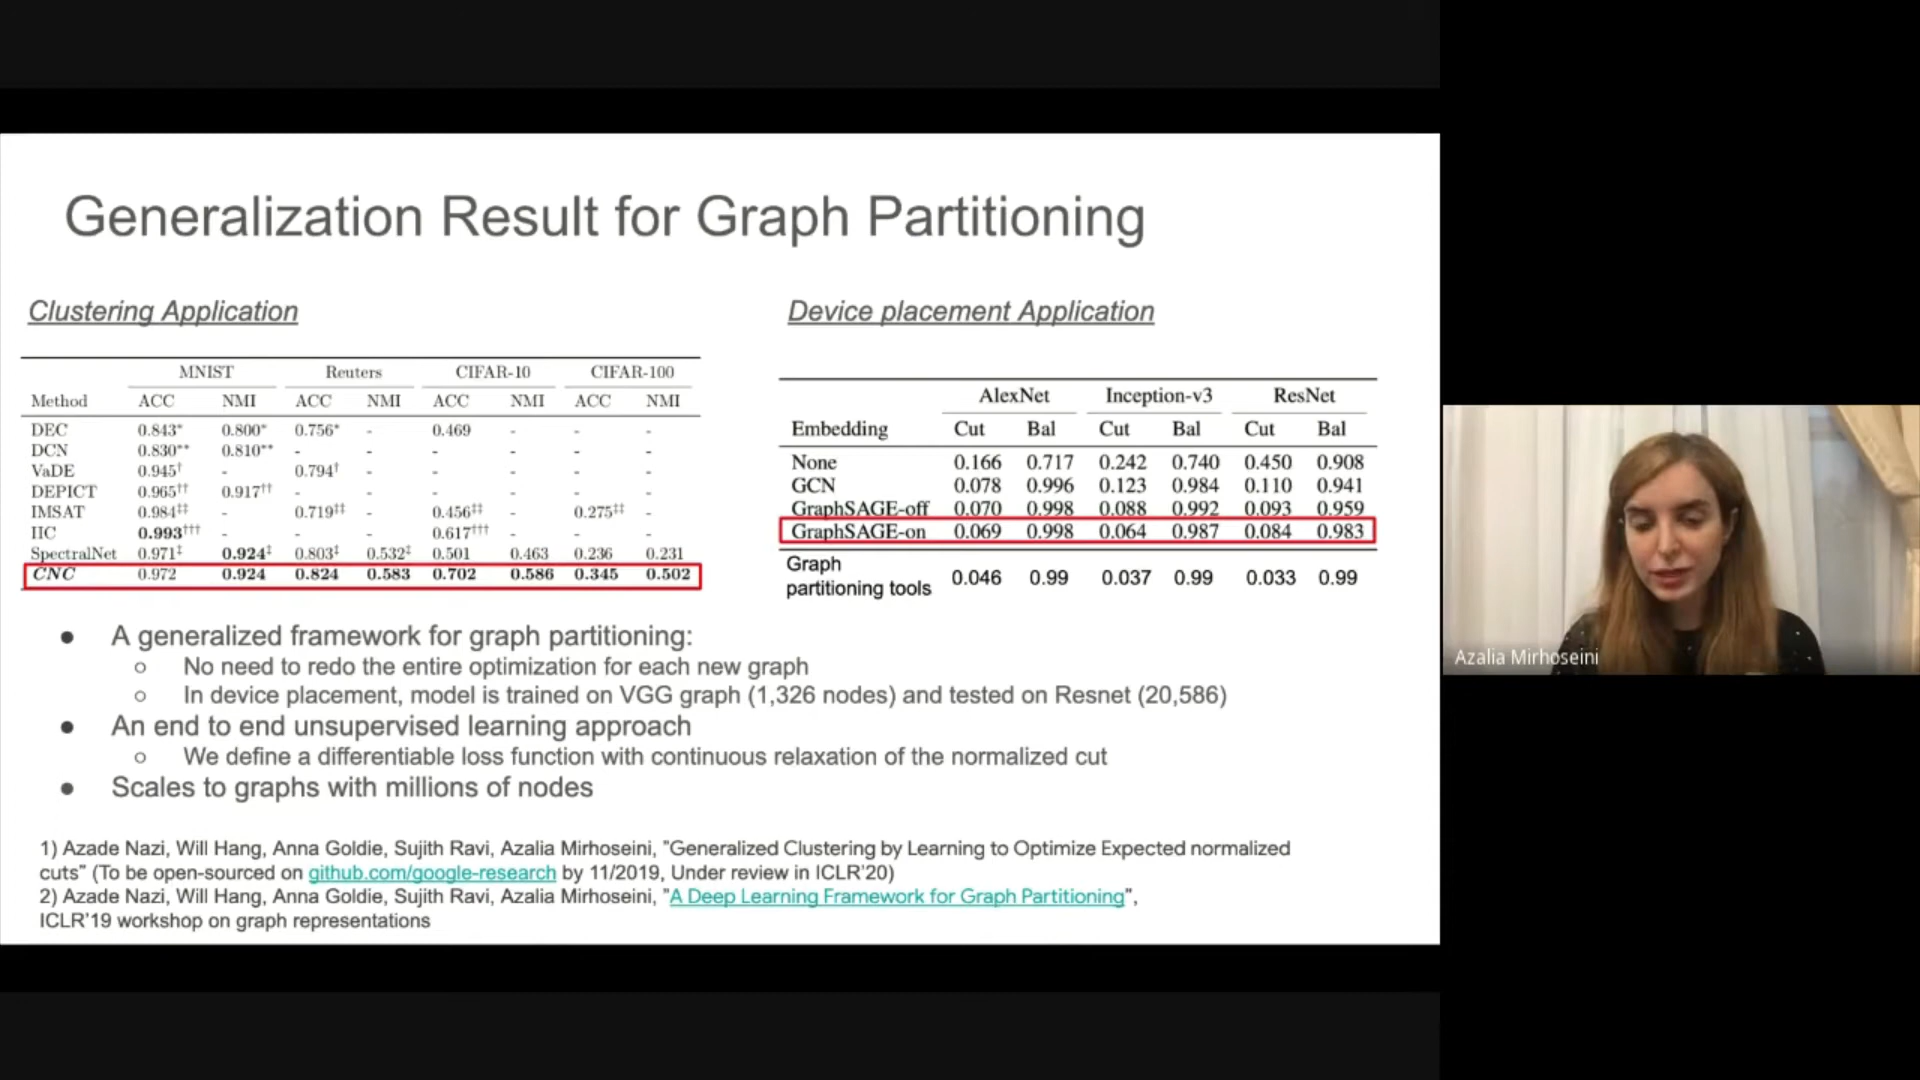 Generalization Result for Graph Partitioning
Clustering Application
MNIST Reuters CIFAR-10 CIFAR-100
Method ACC NMI ACC NMI ACC NMI ACC NMI
DEC 0.843* 0.800* 0.756* - 0.469 - - -
DCN 0.830** 0.810** - - - - - -
VaDE 0.945† - 0.794† - - - - -
DEPICT 0.965†† 0.917†† - - - - - -
IMSAT 0.984‡‡ - 0.719‡‡ - 0.456‡‡ - 0.275‡‡ -
IIC 0.993††† - - - 0.617††† - - -
SpectralNet 0.971‡ 0.924‡ 0.803‡ 0.532‡ 0.501 0.463 0.236 0.231
CNC 0.972 0.924 0.824 0.583 0.702 0.586 0.345 0.502
Device placement Application
AlexNet Inception-v3 ResNet
Embedding Cut Bal Cut Bal Cut Bal
None 0.166 0.717 0.242 0.740 0.450 0.908
GCN 0.078 0.996 0.123 0.984 0.110 0.941
GraphSAGE-off 0.070 0.998 0.088 0.992 0.093 0.959
GraphSAGE-on 0.069 0.998 0.064 0.987 0.084 0.983
Graph
partitioning tools 0.046 0.99 0.037 0.99 0.033 0.99
● A generalized framework for graph partitioning:
○ No need to redo the entire optimization for each new graph
○ In device placement, model is trained on VGG graph (1,326 nodes) and tested on Resnet (20,586)
● An end to end unsupervised learning approach
○ We define a differentiable loss function with continuous relaxation of the normalized cut
● Scales to graphs with millions of nodes
1) Azade Nazi, Will Hang, Anna Goldie, Sujith Ravi, Azalia Mirhoseini, "Generalized Clustering by Learning to Optimize Expected normalized
cuts" (To be open-sourced on github.com/google-research by 11/2019, Under review in ICLR'20)
2) Azade Nazi, Will Hang, Anna Goldie, Sujith Ravi, Azalia Mirhoseini, "A Deep Learning Framework for Graph Partitioning",
ICLR'19 workshop on graph representations
Azalia Mirhoseini